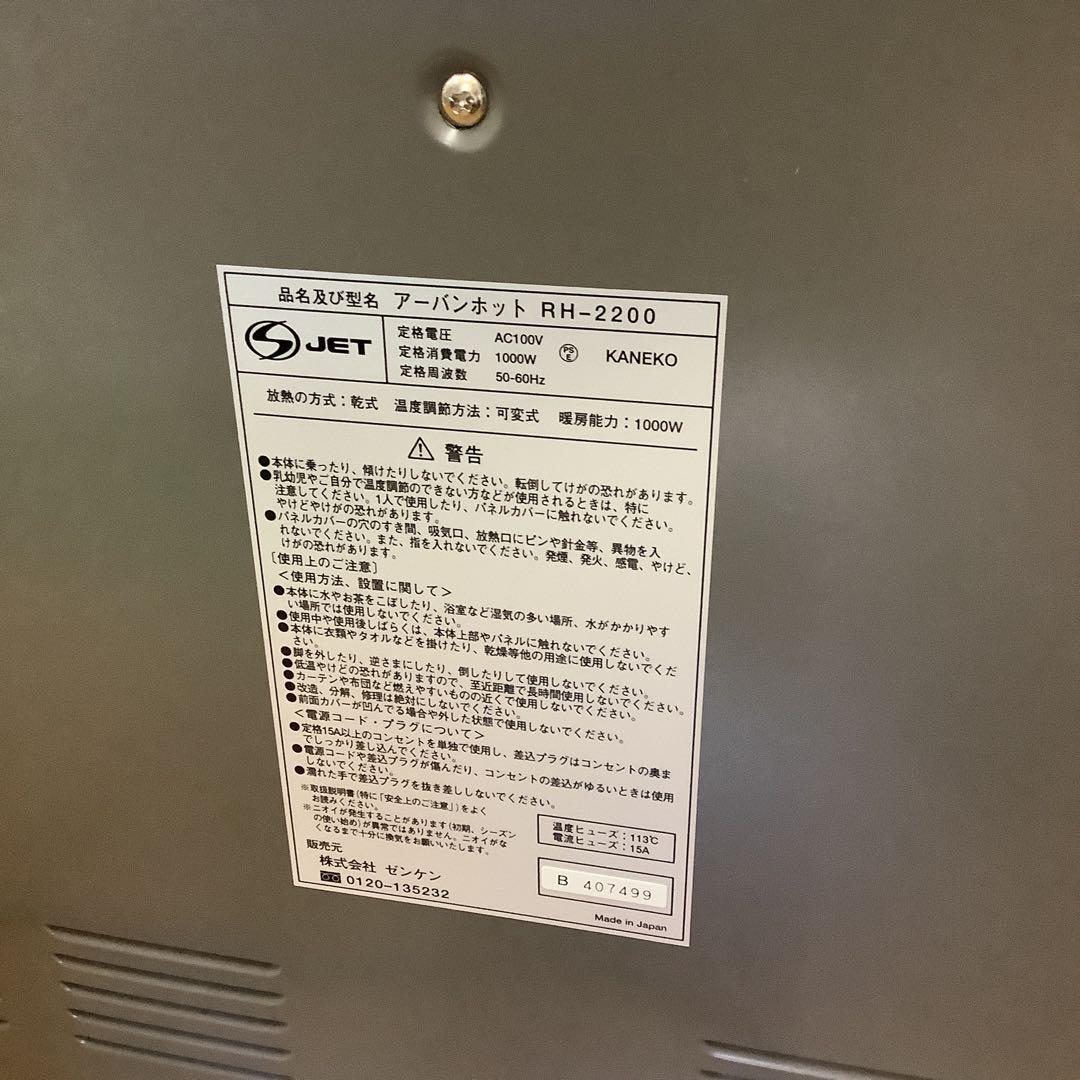 品名及び型名 アーバンホット RH-2200
JET
定格電圧 AC100V
定格消費電力 1000W
定格周波数 50-60Hz
PS
E
KANEKO
放熱の方式：乾式 温度調節方法：可変式 暖房能力：1000W
警告
●本体に乗ったり、傾けたりしないでください。転倒してけがの恐れがあります。
●乳幼児やご自分で温度調節のできない方などが使用されるときは、特に
注意してください。1人で使用したり、パネルカバーに触れないでください。
やけどやけがの恐れがあります。
●パネルカバーの穴のすき間、吸気口、放熱口にピンや針金等、異物を入
れないでください。また、指を入れないでください。発煙、発火、感電、やけど、
けがの恐れがあります。
［使用上のご注意］
＜使用方法、設置に関して＞
●本体に水やお茶をこぼしたり、浴室など湿気の多い場所、水がかかりやす
い場所では使用しないでください。
●使用中や使用後しばらくは、本体上部やパネルに触れないでください。
●本体に衣類やタオルなどを掛けたり、乾燥等他の用途に使用しないでくだ
さい。
●脚を外したり、逆さまにしたり、倒したりして使用しないでください。
●低温やけどの恐れがありますので、至近距離で長時間使用しないでください。
●カーテンや布団など燃えやすいものの近くで使用しないでください。
●改造、分解、修理は絶対にしないでください。
●前面カバーが凹んでる場合や外した状態で使用しないでください。
＜電源コード・プラグについて＞
●定格15A以上のコンセントを単独で使用し、差込プラグはコンセントの奥ま
でしっかり差し込んでください。
●電源コードや差込プラグが傷んだり、コンセントの差込がゆるいときは使用
しないでください。
●濡れた手で差込プラグを抜き差ししないでください。
※取扱説明書（特に「安全上のご注意」）をよく
お読みください。
※ニオイが発生することがあります（初期、シーズン
の使い始め）が異常ではありません。ニオイがな
くなるまで十分に換気をお願いいたします。
温度ヒューズ：113℃
電流ヒューズ：15A
販売元
株式会社 ゼンケン
0120-135232
B 407499
Made in Japan